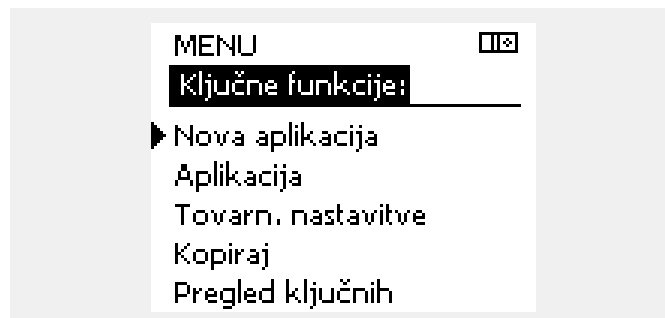 MENU
Ključne funkcije:
Nova aplikacija
Aplikacija
Tovarn. nastavitve
Kopiraj
Pregled ključnih